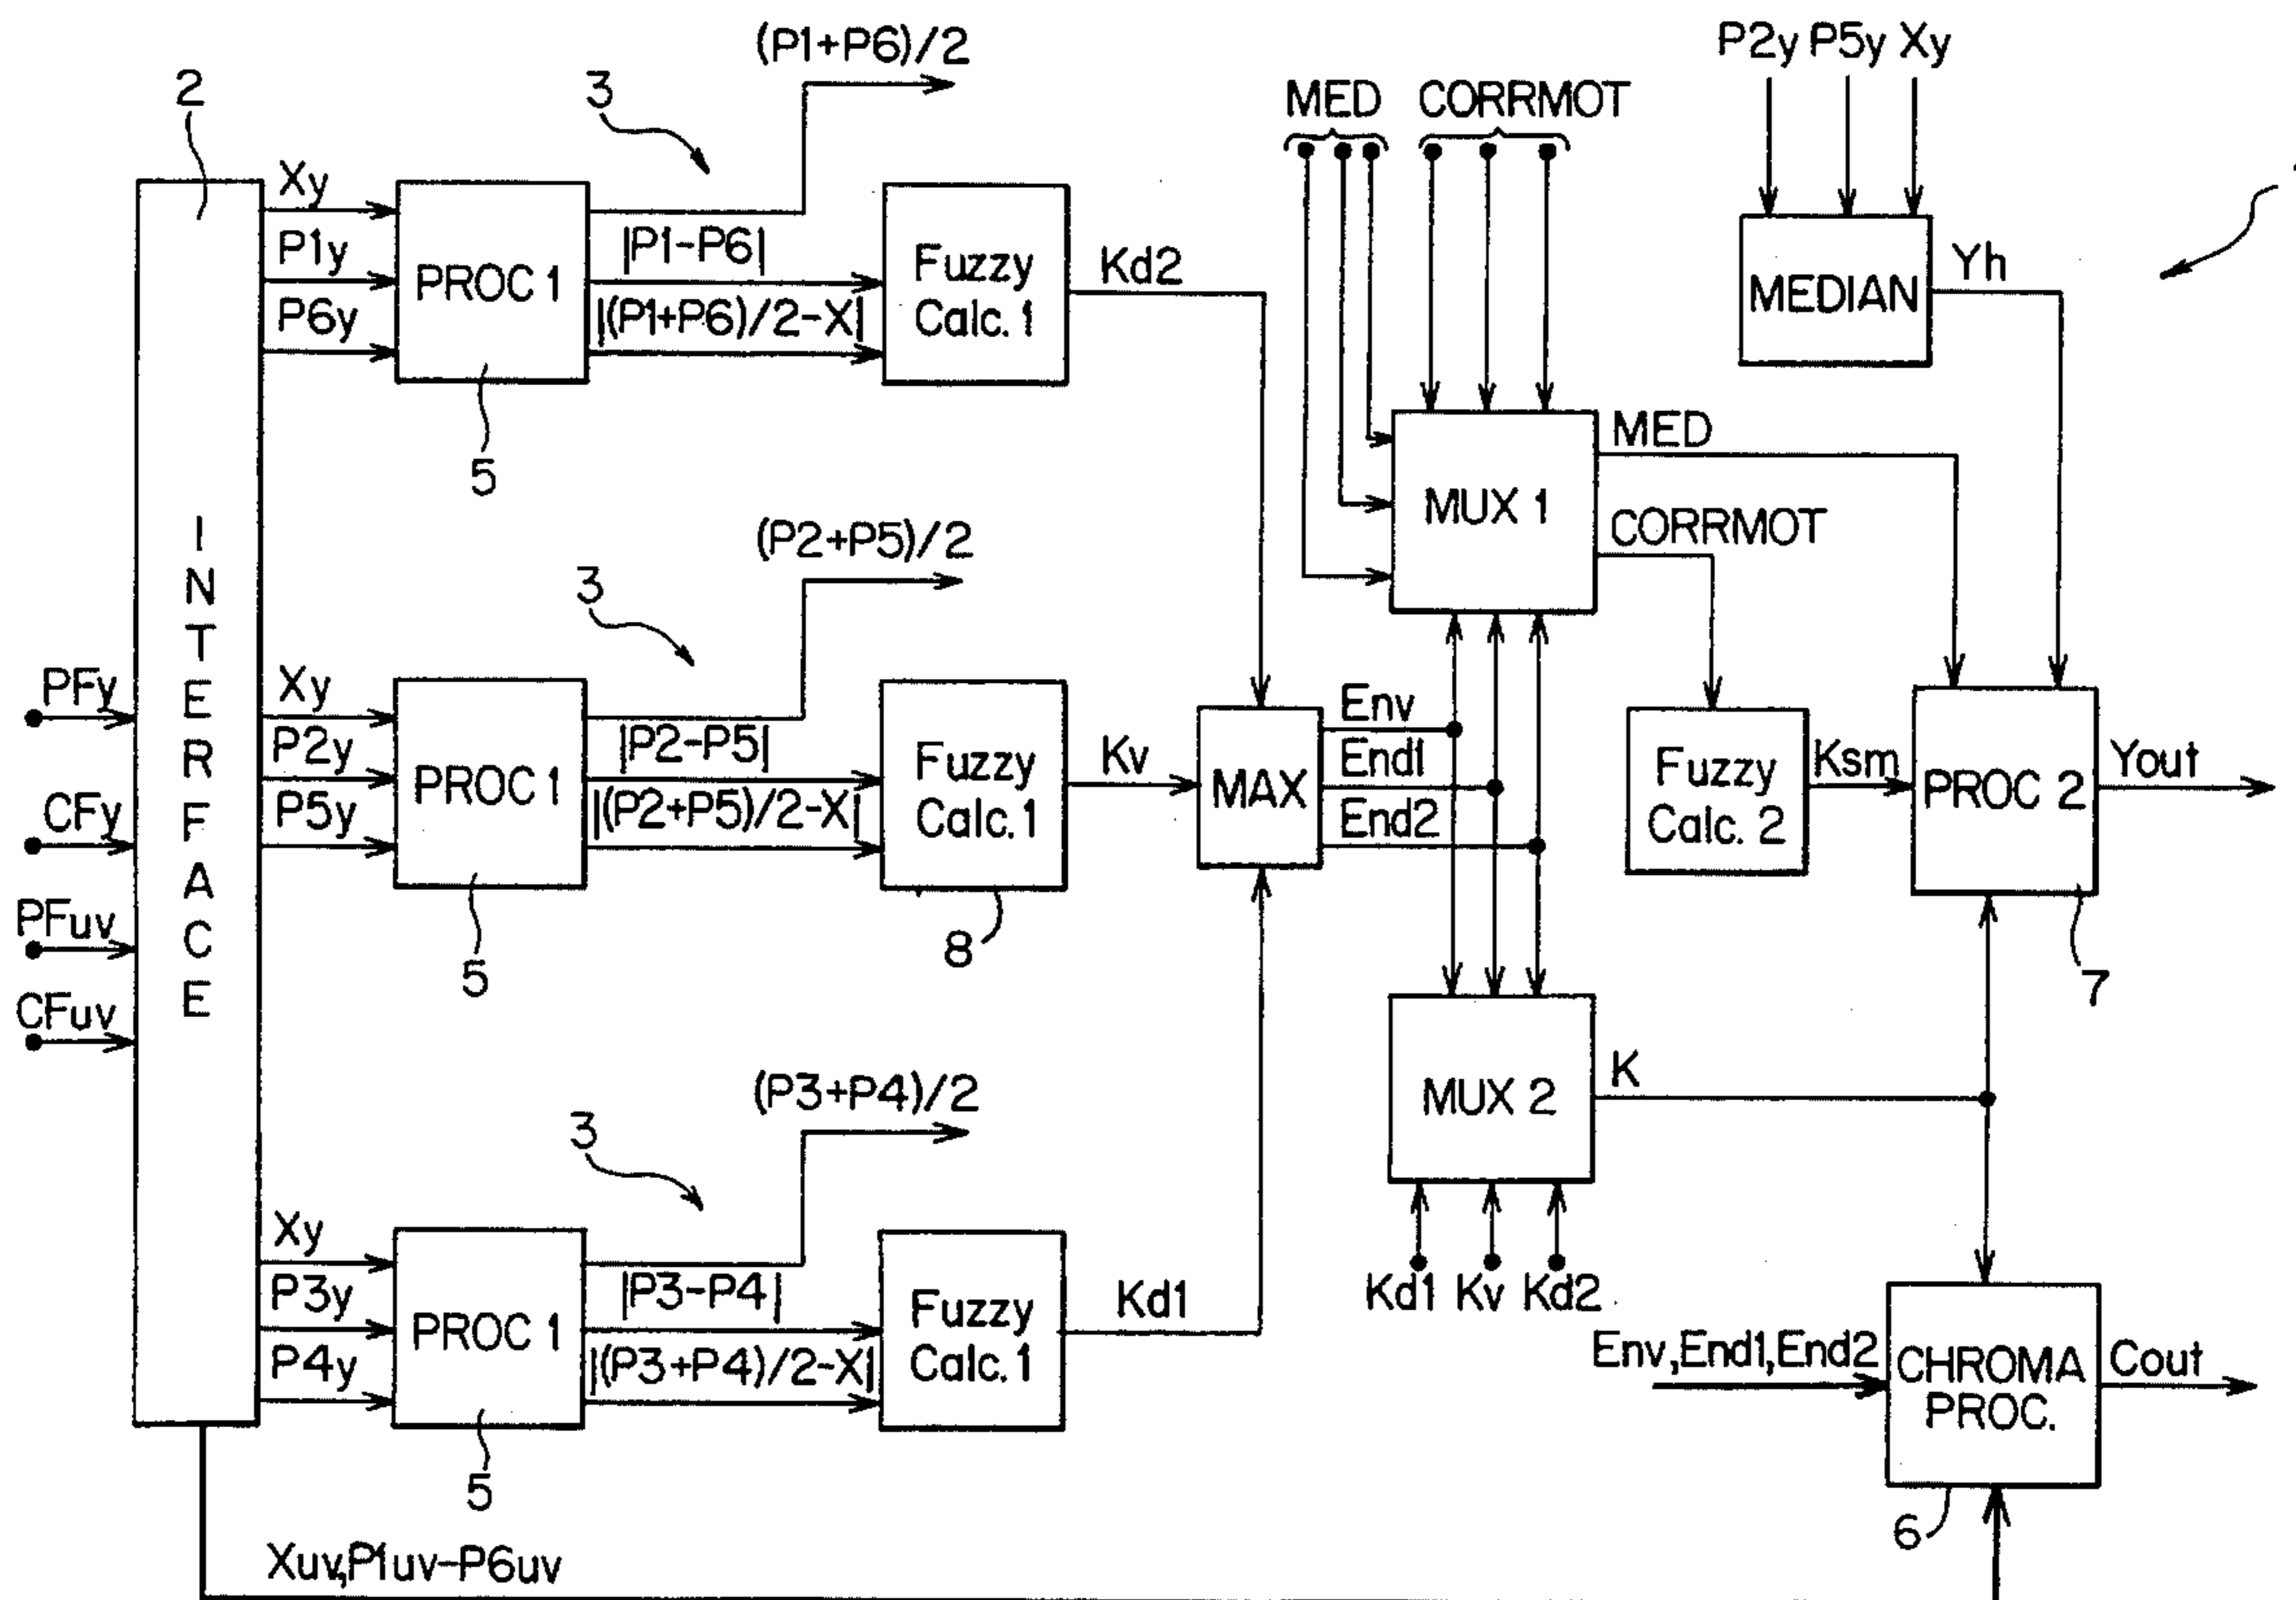 (P1+P6)/2
P2y P5y Xy
2
3
MED CORRMOT
Xy
P1y
P6y
PROC 1
|P1-P6|
|(P1+P6)/2-X|
Fuzzy
Calc. 1
Kd2
MEDIAN
Yh
5
MUX 1
MED
CORRMOT
(P2+P5)/2
3
INTERFACE
PFy
CFy
PFuv
CFuv
Xy
P2y
P5y
PROC 1
|P2-P5|
|(P2+P5)/2-X|
Fuzzy
Calc. 1
Kv
MAX
Env
End1
End2
Fuzzy
Calc. 2
Ksm
PROC 2
Yout
5
8
7
(P3+P4)/2
3
MUX 2
K
Xy
P3y
P4y
PROC 1
|P3-P4|
|(P3+P4)/2-X|
Fuzzy
Calc. 1
Kd1
Kd1 Kv Kd2
Env,End1,End2
CHROMA
PROC.
Cout
5
6
Xuv,P1uv-P6uv